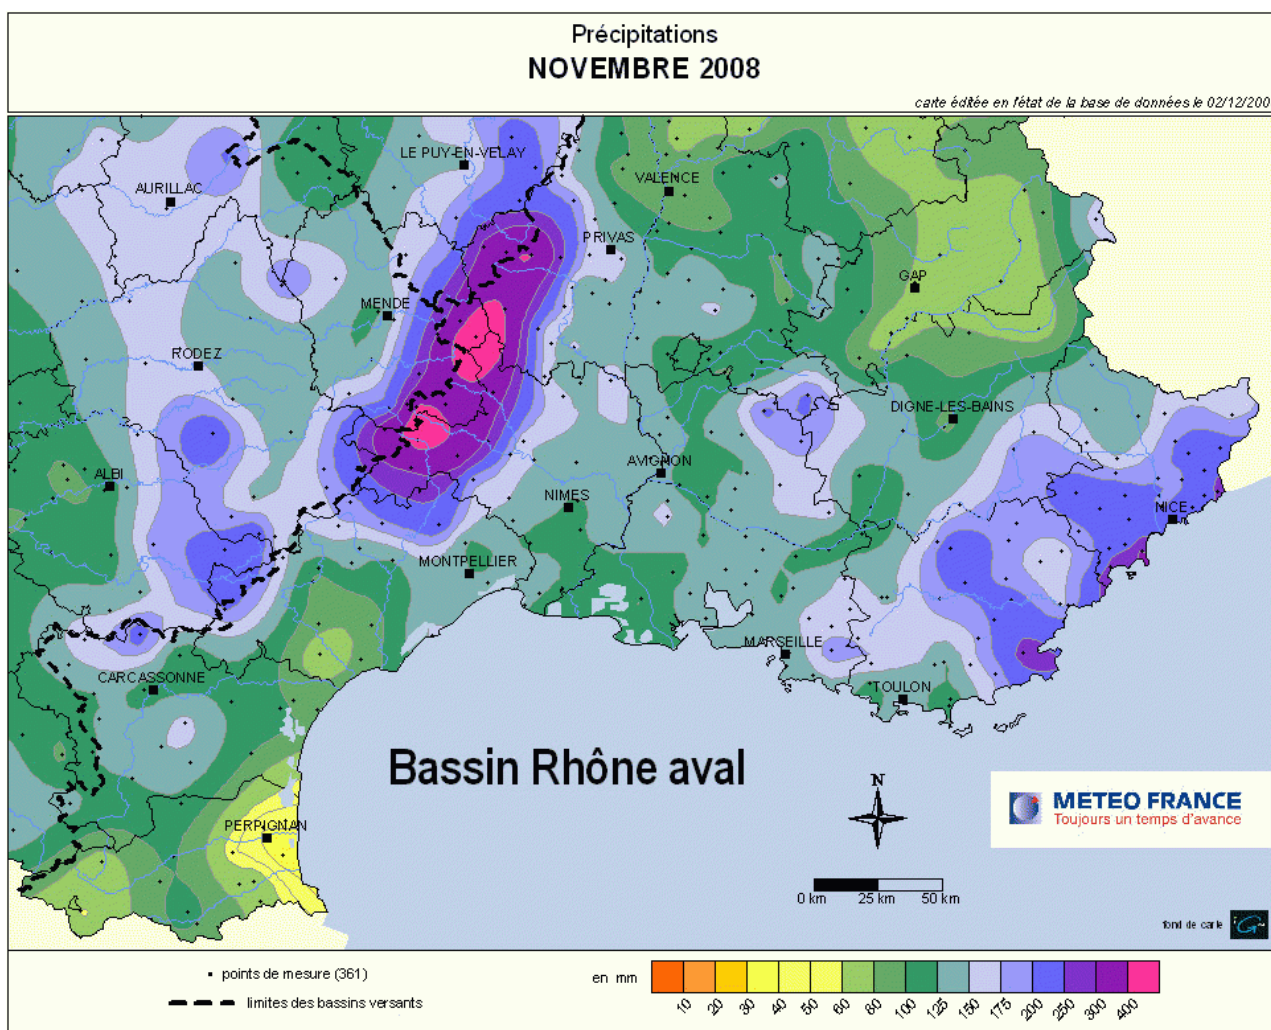 Précipitations
NOVEMBRE 2008
carte éditée en l'état de la base de données le 02/12/200
LE PUY-EN-VELAY
AURILLAC
VALENCE
PRIVAS
GAP
MENDE
RODEZ
DIGNE-LES-BAINS
ALBI
AVIGNON
NIMES
NICE
MONTPELLIER
MARSEILLE
CARCASSONNE
TOULON
Bassin Rhône aval
N
METEO FRANCE
Toujours un temps d'avance
PERPIGNAN
0 km 25 km 50 km
fond de carte
points de mesure (361)
limites des bassins versants
en mm
10 20 30 40 50 60 80 100 125 150 175 200 250 300 400